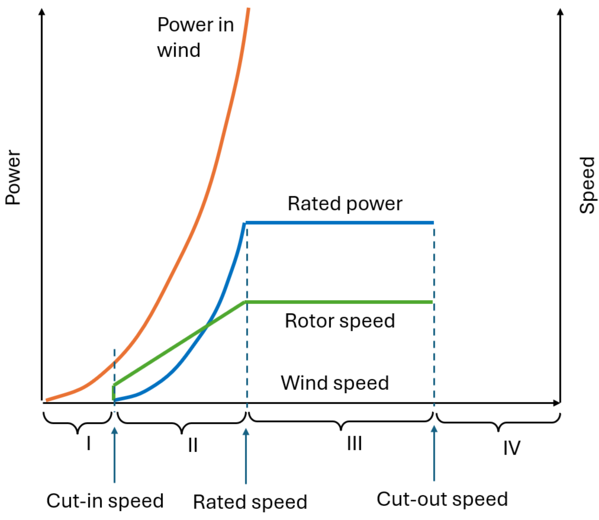 Power in
wind
Power
Speed
Rated power
Rotor speed
Wind speed
I
II
III
IV
Cut-in speed
Rated speed
Cut-out speed